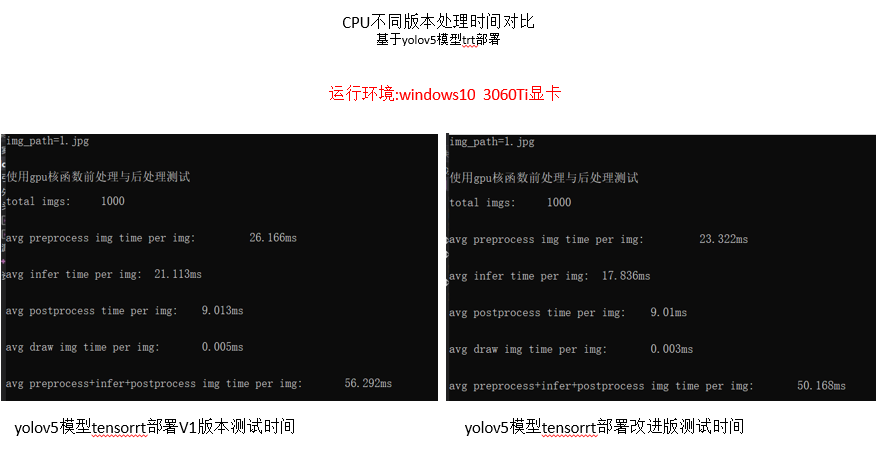 CPU不同版本处理时间对比
基于yolov5模型trt部署
运行环境:windows10 3060Ti显卡
img_path=1.jpg
使用gpu核函数前处理与后处理测试
total imgs: 1000
avg preprocess img time per img: 26.166ms
avg infer time per img: 21.113ms
avg postprocess time per img: 9.013ms
avg draw img time per img: 0.005ms
avg preprocess+infer+postprocess img time per img: 56.292ms
yolov5模型tensorrt部署V1版本测试时间
img_path=1.jpg
使用gpu核函数前处理与后处理测试
total imgs: 1000
avg preprocess img time per img: 23.322ms
avg infer time per img: 17.836ms
avg postprocess time per img: 9.01ms
avg draw img time per img: 0.003ms
avg preprocess+infer+postprocess img time per img: 50.168ms
yolov5模型tensorrt部署改进版测试时间